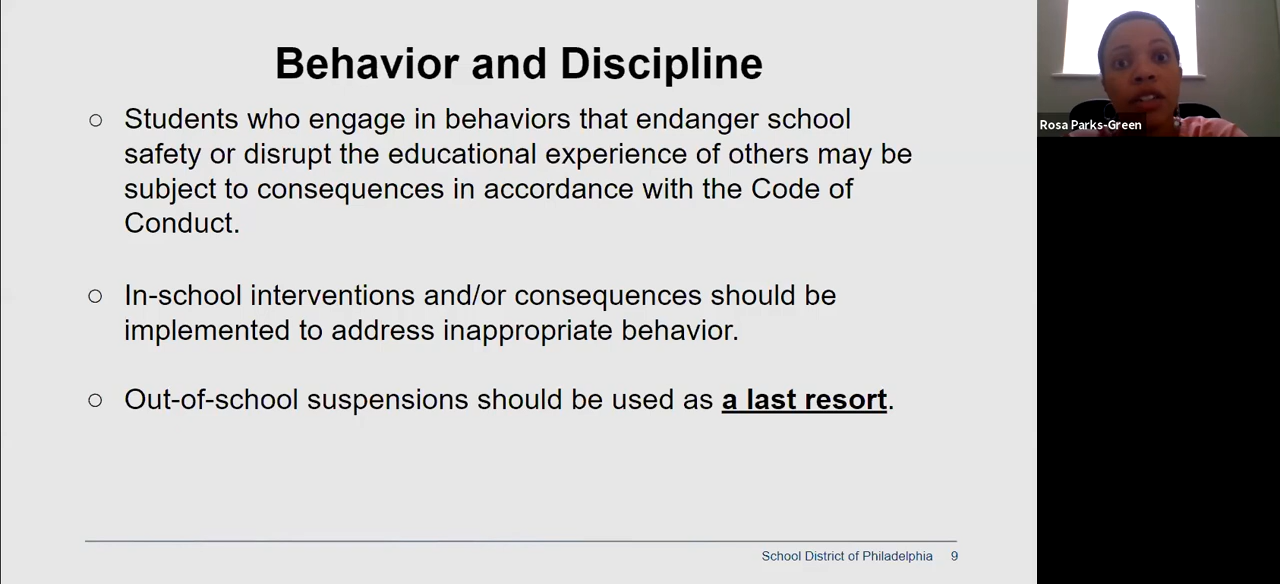 Behavior and Discipline
○ Students who engage in behaviors that endanger school
safety or disrupt the educational experience of others may be
subject to consequences in accordance with the Code of
Conduct.
○ In-school interventions and/or consequences should be
implemented to address inappropriate behavior.
○ Out-of-school suspensions should be used as a last resort.
School District of Philadelphia 9
Rosa Parks-Green